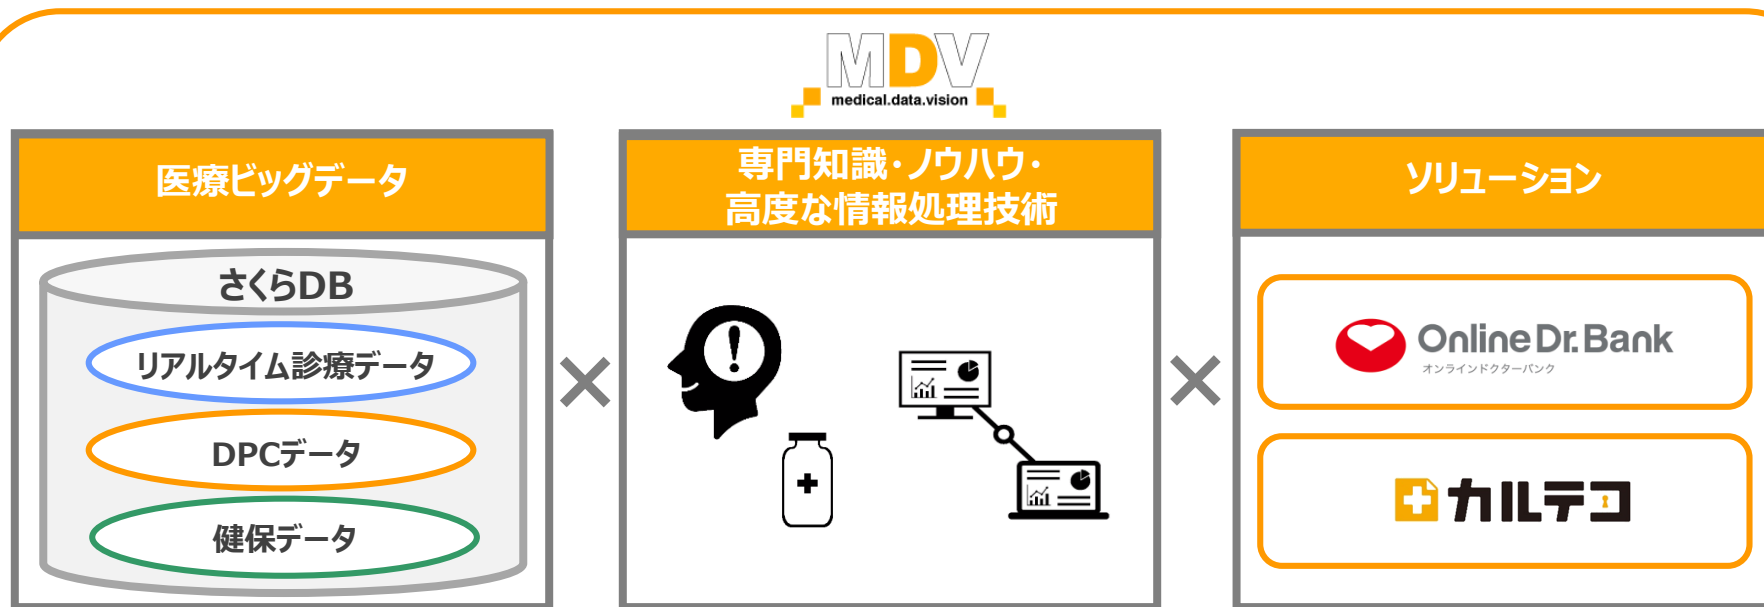 MDV
medical.data.vision
医療ビッグデータ
さくらDB
リアルタイム診療データ
DPCデータ
健保データ
×
専門知識・ノウハウ・
高度な情報処理技術
×
ソリューション
Online Dr. Bank
オンラインドクターバンク
カルテコ